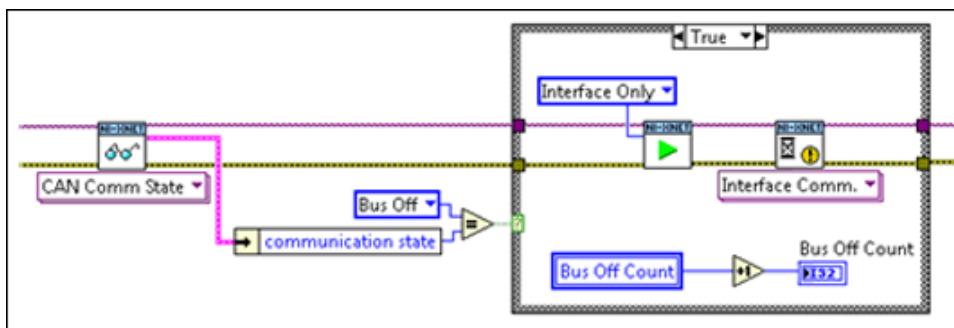 True
Interface Only
NI-XNET
NI-XNET
NI-XNET
CAN Comm State
Interface Comm.
Bus Off
communication state
Bus Off Count
Bus Off Count
+1
I32